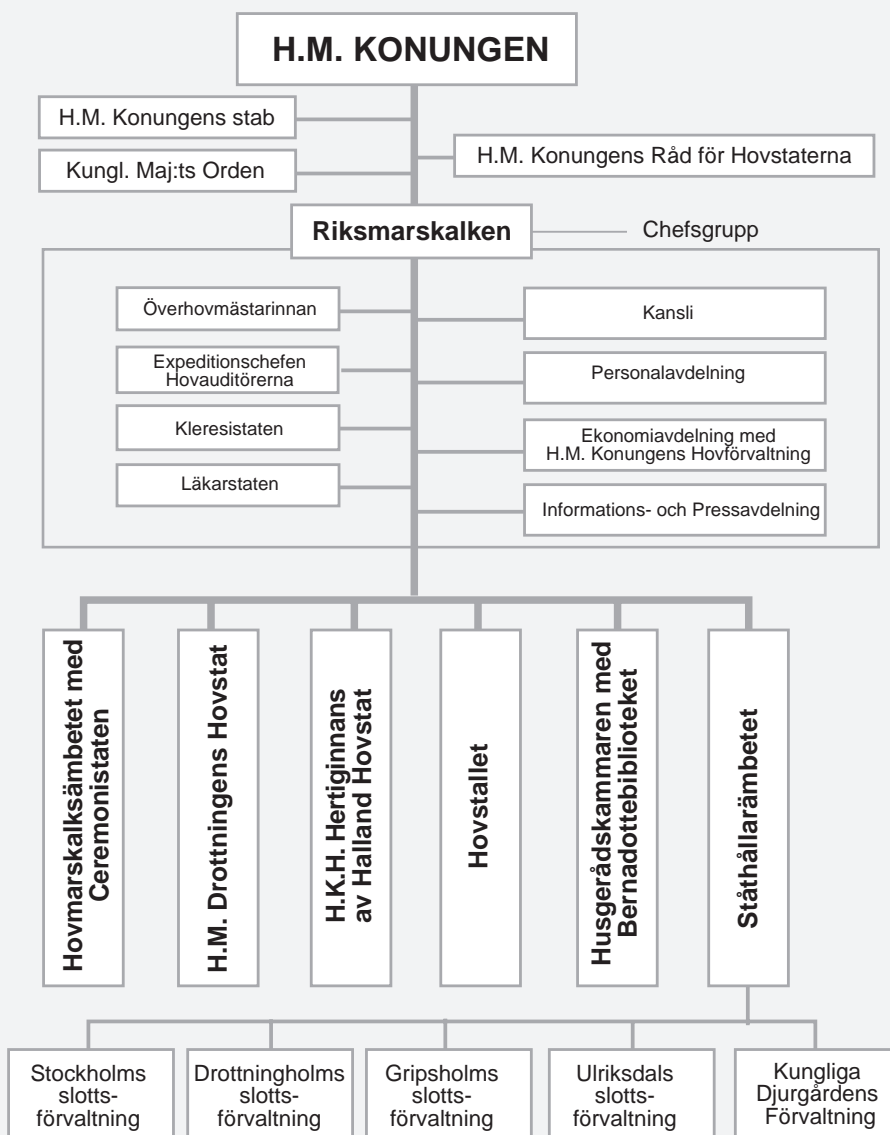 H.M. KONUNGEN
H.M. Konungens stab
H.M. Konungens Råd för Hovstaterna
Kungl. Maj:ts Orden
Riksmarskalken
Chefsgrupp
Överhovmästarinnan
Kansli
Expeditionschefen
Hovauditörerna
Personalavdelning
Kleresistaten
Ekonomiavdelning med
H.M. Konungens Hovförvaltning
Läkarstaten
Informations- och Pressavdelning
Hovmarskalksämbetet med
Ceremonistaten
H.M. Drottningens Hovstat
H.K.H. Hertiginnans
av Halland Hovstat
Hovstallet
Husgerådskammaren med
Bernadottebiblioteket
Ståthållarämbetet
Stockholms
slotts-
förvaltning
Drottningholms
slotts-
förvaltning
Gripsholms
slotts-
förvaltning
Ulriksdals
slotts-
förvaltning
Kungliga
Djurgårdens
Förvaltning